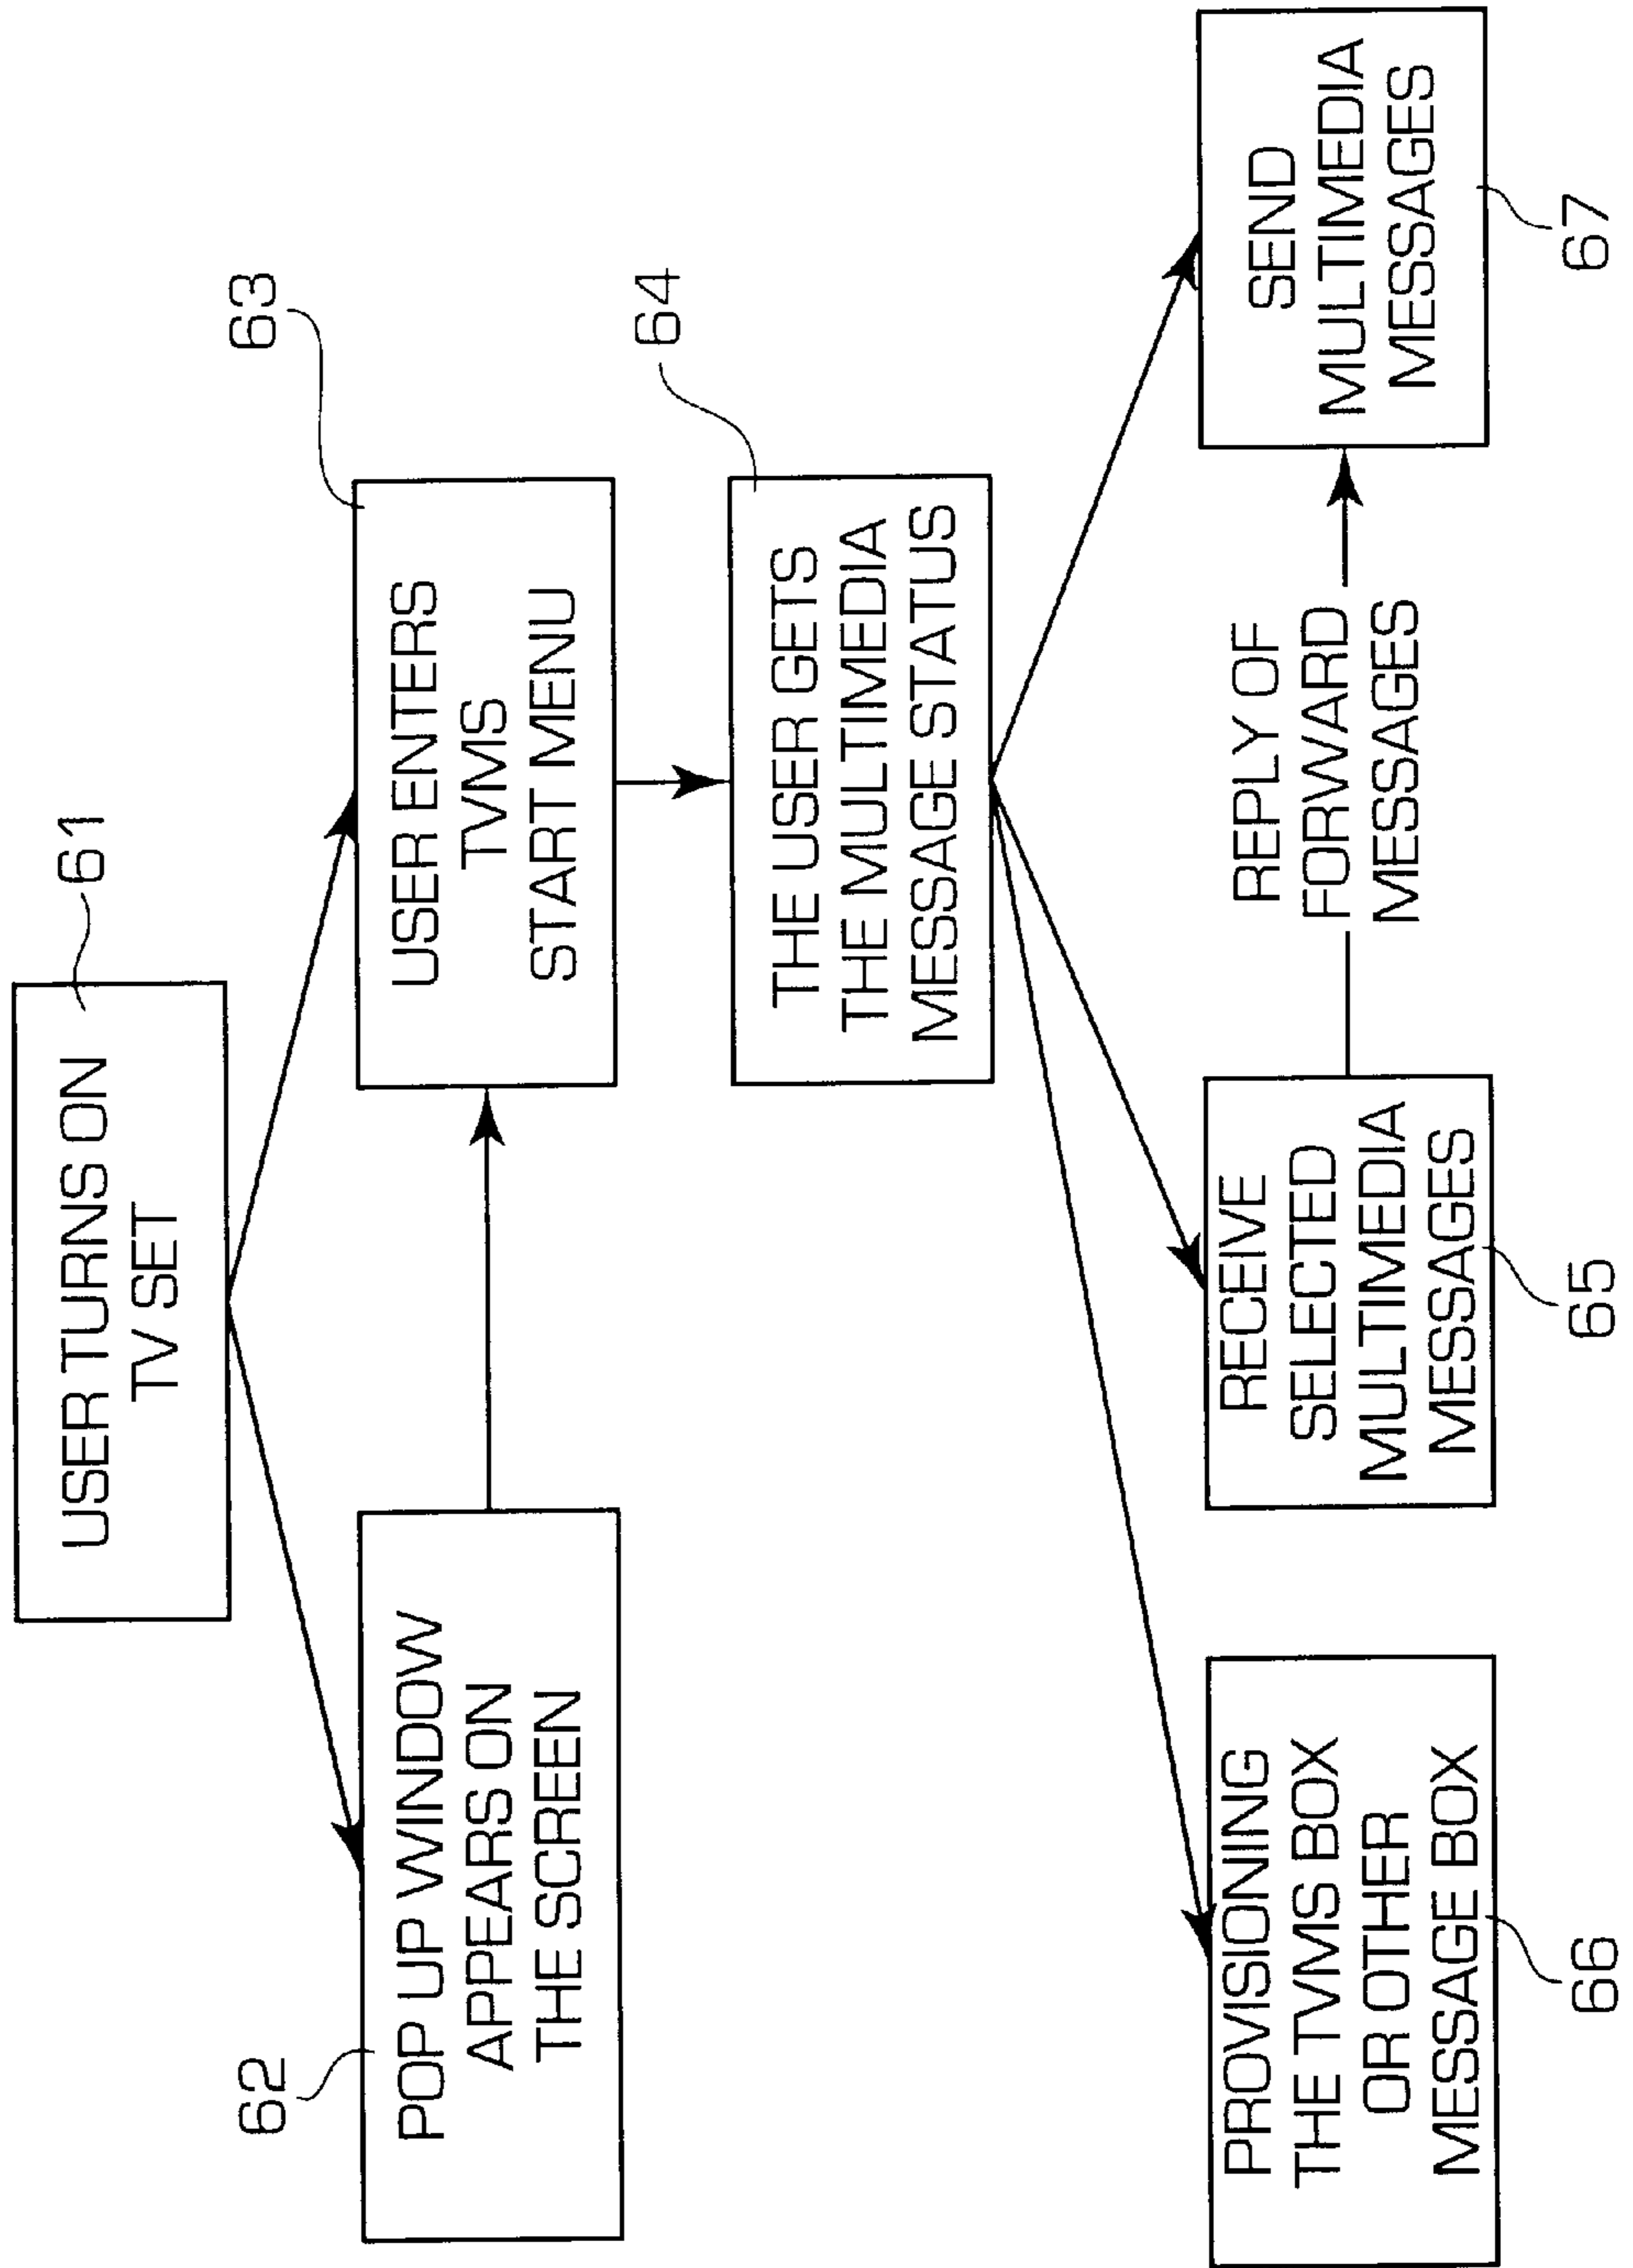 61
USER TURNS ON
TV SET
62
POP UP WINDOW
APPEARS ON
THE SCREEN
63
USER ENTERS
TVMS
START MENU
64
THE USER GETS
THE MULTIMEDIA
MESSAGE STATUS
PROVISIONING
THE TVMS BOX
OR OTHER
MESSAGE BOX
66
RECEIVE
SELECTED
MULTIMEDIA
MESSAGES
65
REPLY OF
FORWARD
MESSAGES
SEND
MULTIMEDIA
MESSAGES
67